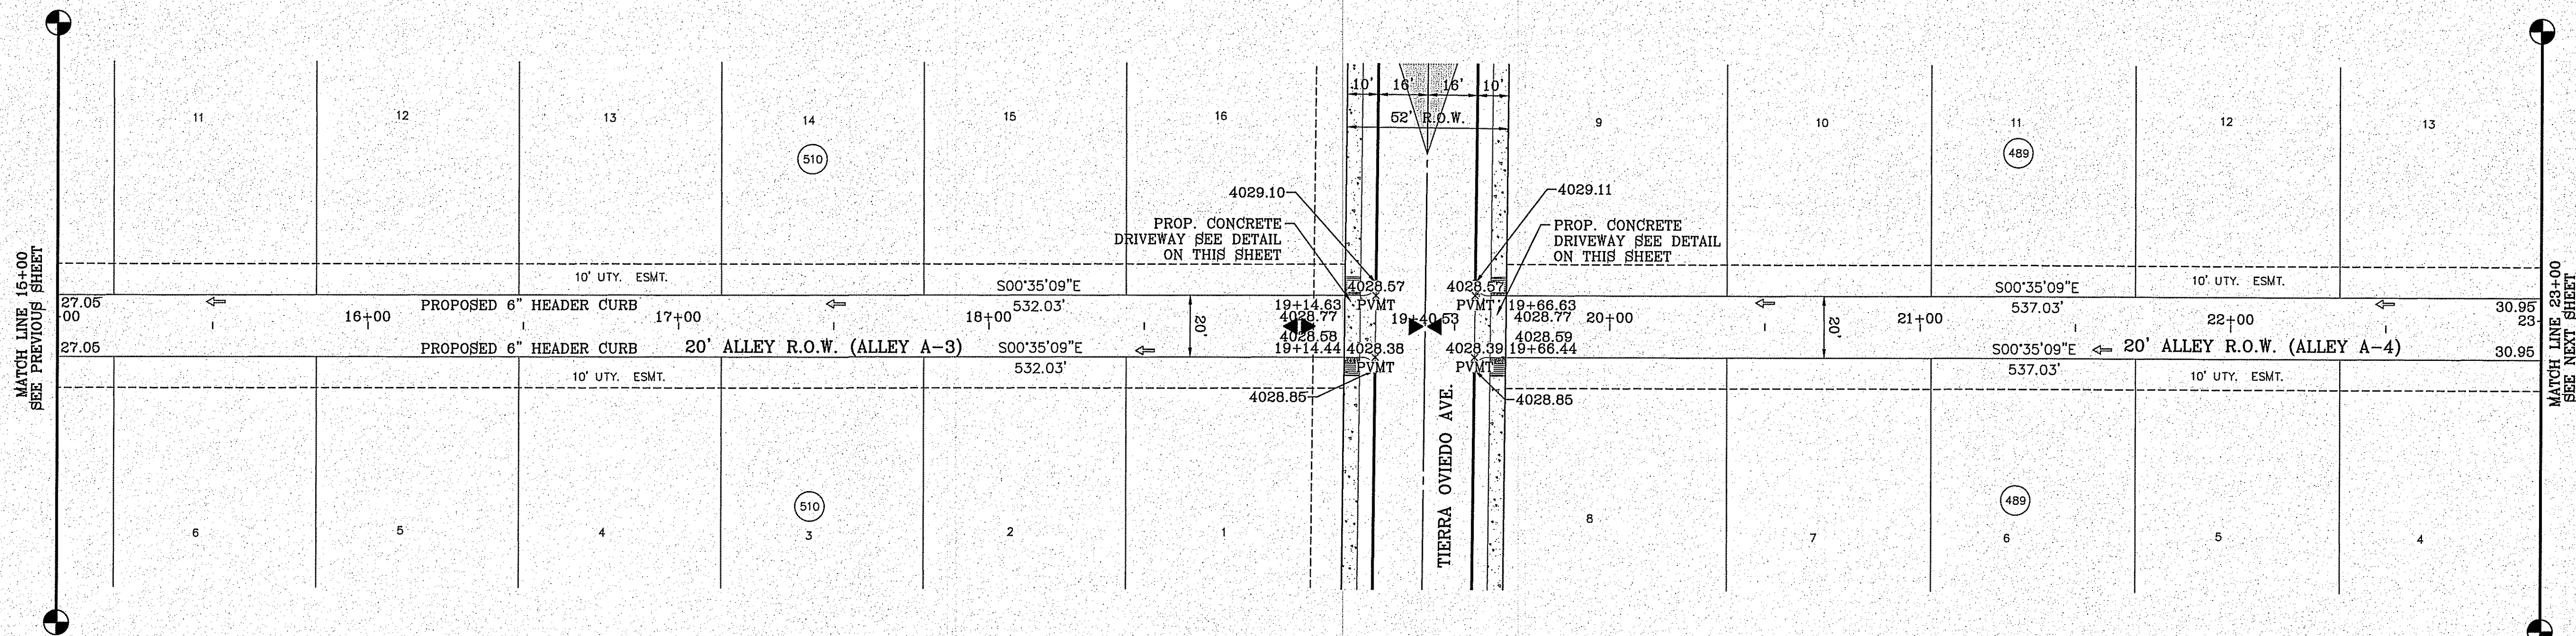 10' 16' 16' 10'
52' R.O.W.
11 12 13 14 15 16 9 10 11 12 13
510
489
4029.10
4029.11
PROP. CONCRETE
DRIVEWAY SEE DETAIL
ON THIS SHEET
PROP. CONCRETE
DRIVEWAY SEE DETAIL
ON THIS SHEET
MATCH LINE 15+00
SEE PREVIOUS SHEET
10' UTY. ESMT.
10' UTY. ESMT.
S00°35'09"E
532.03'
S00°35'09"E
537.03'
27.05
PROPOSED 6" HEADER CURB
4028.57
PVMT
4028.57
PVMT
19+14.63
4028.77
19+66.63
4028.77
30.95
00 16+00 17+00 18+00 19+40.53 20+00 21+00 22+00 23
20'
20'
4028.58
19+14.44
4028.59
19+66.44
27.05
PROPOSED 6" HEADER CURB
20' ALLEY R.O.W. (ALLEY A-3)
S00°35'09"E
532.03'
4028.38
PVMT
4028.39
PVMT
S00°35'09"E
537.03'
20' ALLEY R.O.W. (ALLEY A-4)
30.95
10' UTY. ESMT.
10' UTY. ESMT.
4028.85
4028.85
TIERRA OVIEDO AVE.
MATCH LINE 23+00
SEE NEXT SHEET
510
489
6 5 4 3 2 1 8 7 6 5 4